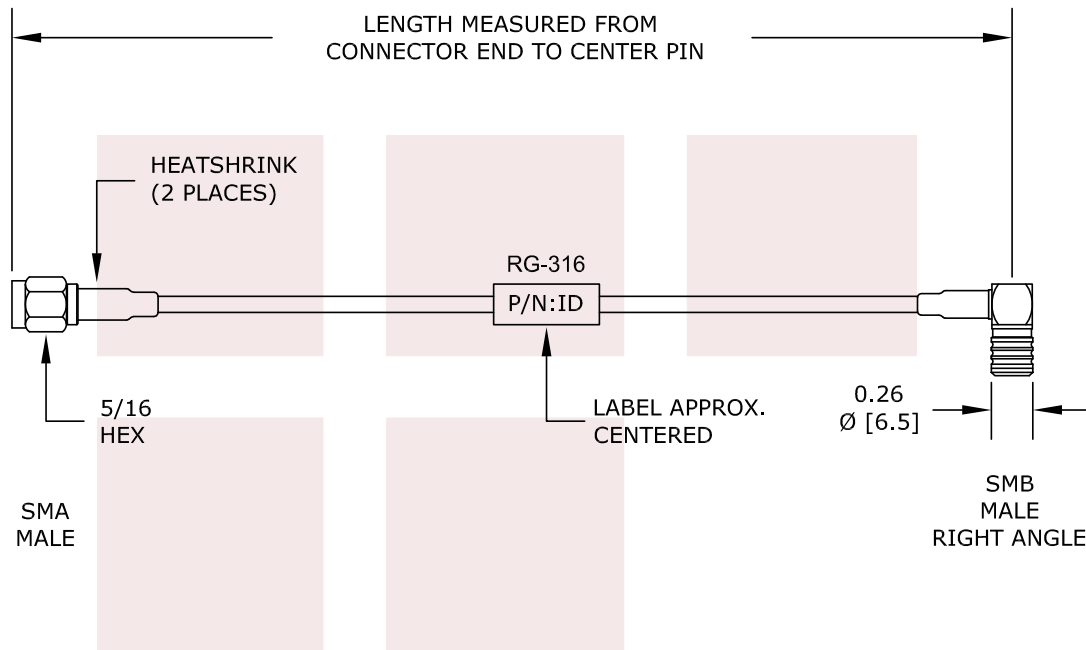 LENGTH MEASURED FROM
CONNECTOR END TO CENTER PIN
HEATSHRINK
(2 PLACES)
RG-316
P/N:ID
5/16
HEX
LABEL APPROX.
CENTERED
0.26
Ø [6.5]
SMA
MALE
SMB
MALE
RIGHT ANGLE